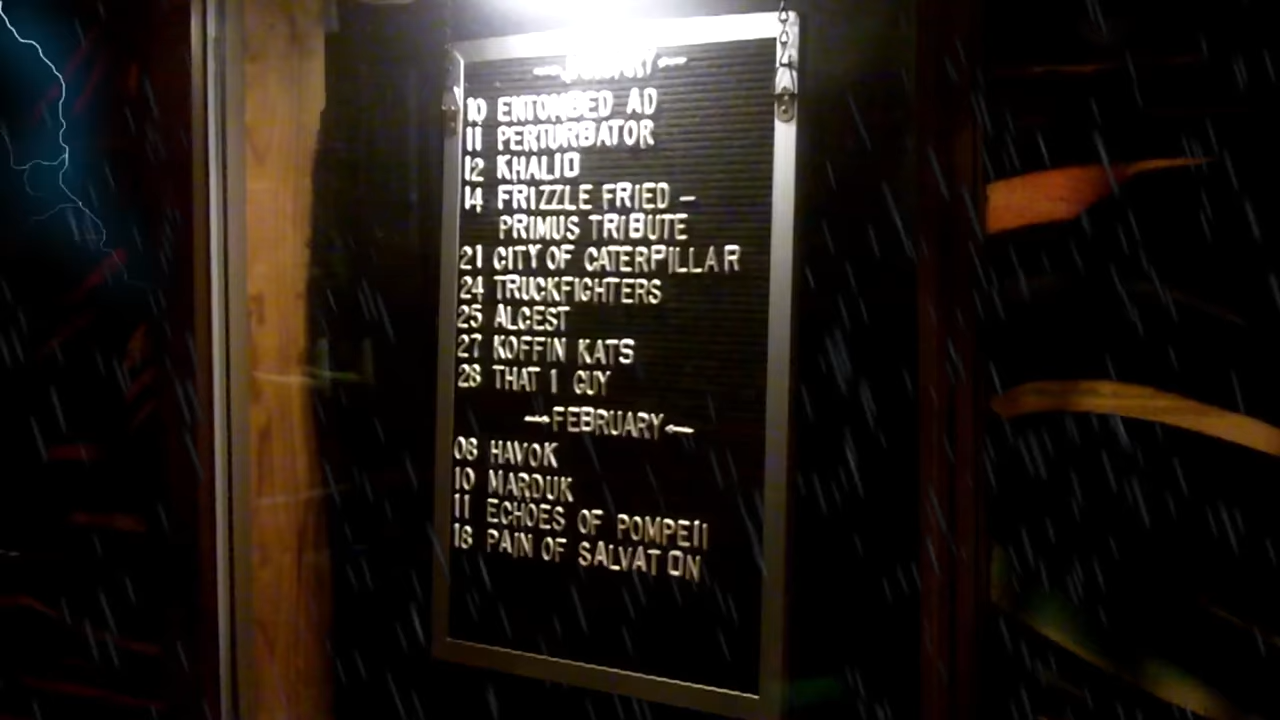 10 ENTOMBED AD
11 PERTURBATOR
12 KHALID
14 FRIZZLE FRIED -
PRIMUS TRIBUTE
21 CITY OF CATERPILLAR
24 TRUCKFIGHTERS
25 ALCEST
27 KOFFIN KATS
28 THAT 1 GUY
FEBRUARY
08 HAVOK
10 MARDUK
11 ECHOES OF POMPEII
18 PAIN OF SALVAT ON